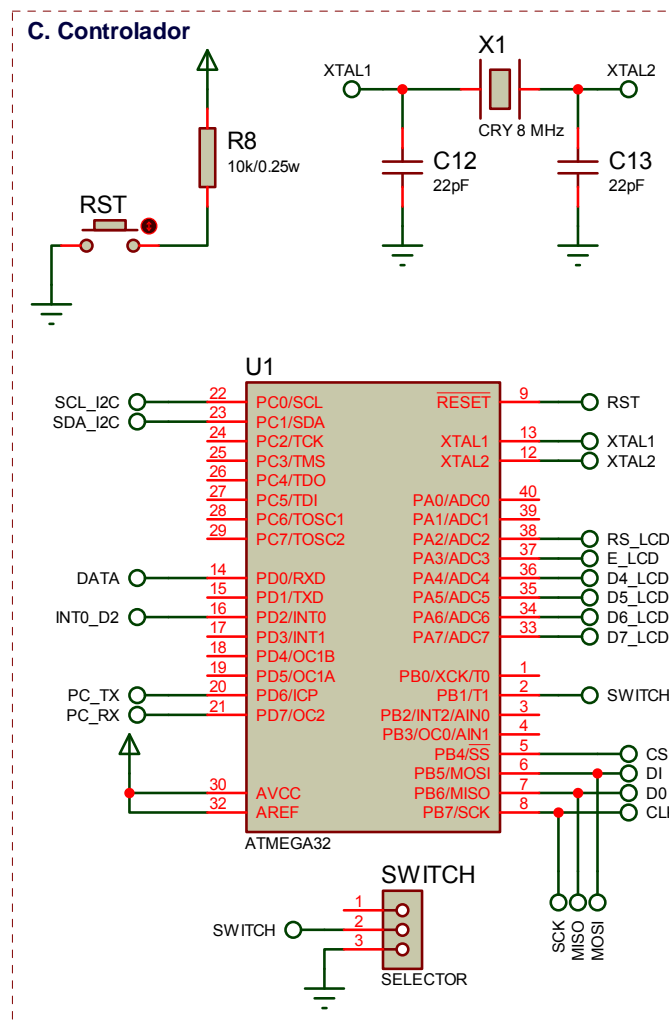 C. Controlador
X1
XTAL1
XTAL2
CRY 8 MHz
R8
10k/0.25w
C12
22pF
C13
22pF
RST
U1
SCL_I2C 22 PC0/SCL RESET 9 RST
SDA_I2C 23 PC1/SDA
24 PC2/TCK XTAL1 13 XTAL1
25 PC3/TMS XTAL2 12 XTAL2
26 PC4/TDO
27 PC5/TDI PA0/ADC0 40
28 PC6/TOSC1 PA1/ADC1 39
29 PC7/TOSC2 PA2/ADC2 38 RS_LCD
PA3/ADC3 37 E_LCD
DATA 14 PD0/RXD PA4/ADC4 36 D4_LCD
15 PD1/TXD PA5/ADC5 35 D5_LCD
INT0_D2 16 PD2/INT0 PA6/ADC6 34 D6_LCD
17 PD3/INT1 PA7/ADC7 33 D7_LCD
18 PD4/OC1B
19 PD5/OC1A PB0/XCK/T0 1
PC_TX 20 PD6/ICP PB1/T1 2 SWITCH
PC_RX 21 PD7/OC2 PB2/INT2/AIN0 3
PB3/OC0/AIN1 4
PB4/SS 5 CS
PB5/MOSI 6 DI
30 AVCC PB6/MISO 7 D0
32 AREF PB7/SCK 8 CLI
ATMEGA32
SCK
MISO
MOSI
SWITCH
1
SWITCH 2
3
SELECTOR